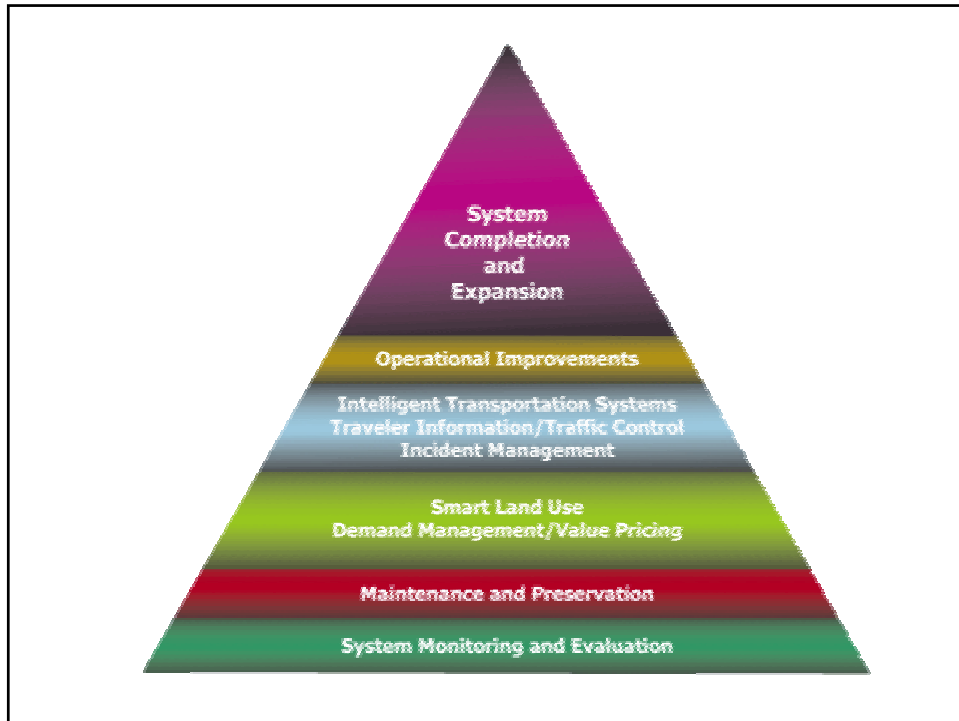 System
Completion
and
Expansion
Operational Improvements
Intelligent Transportation Systems
Traveler Information/Traffic Control
Incident Management
Smart Land Use
Demand Management/Value Pricing
Maintenance and Preservation
System Monitoring and Evaluation